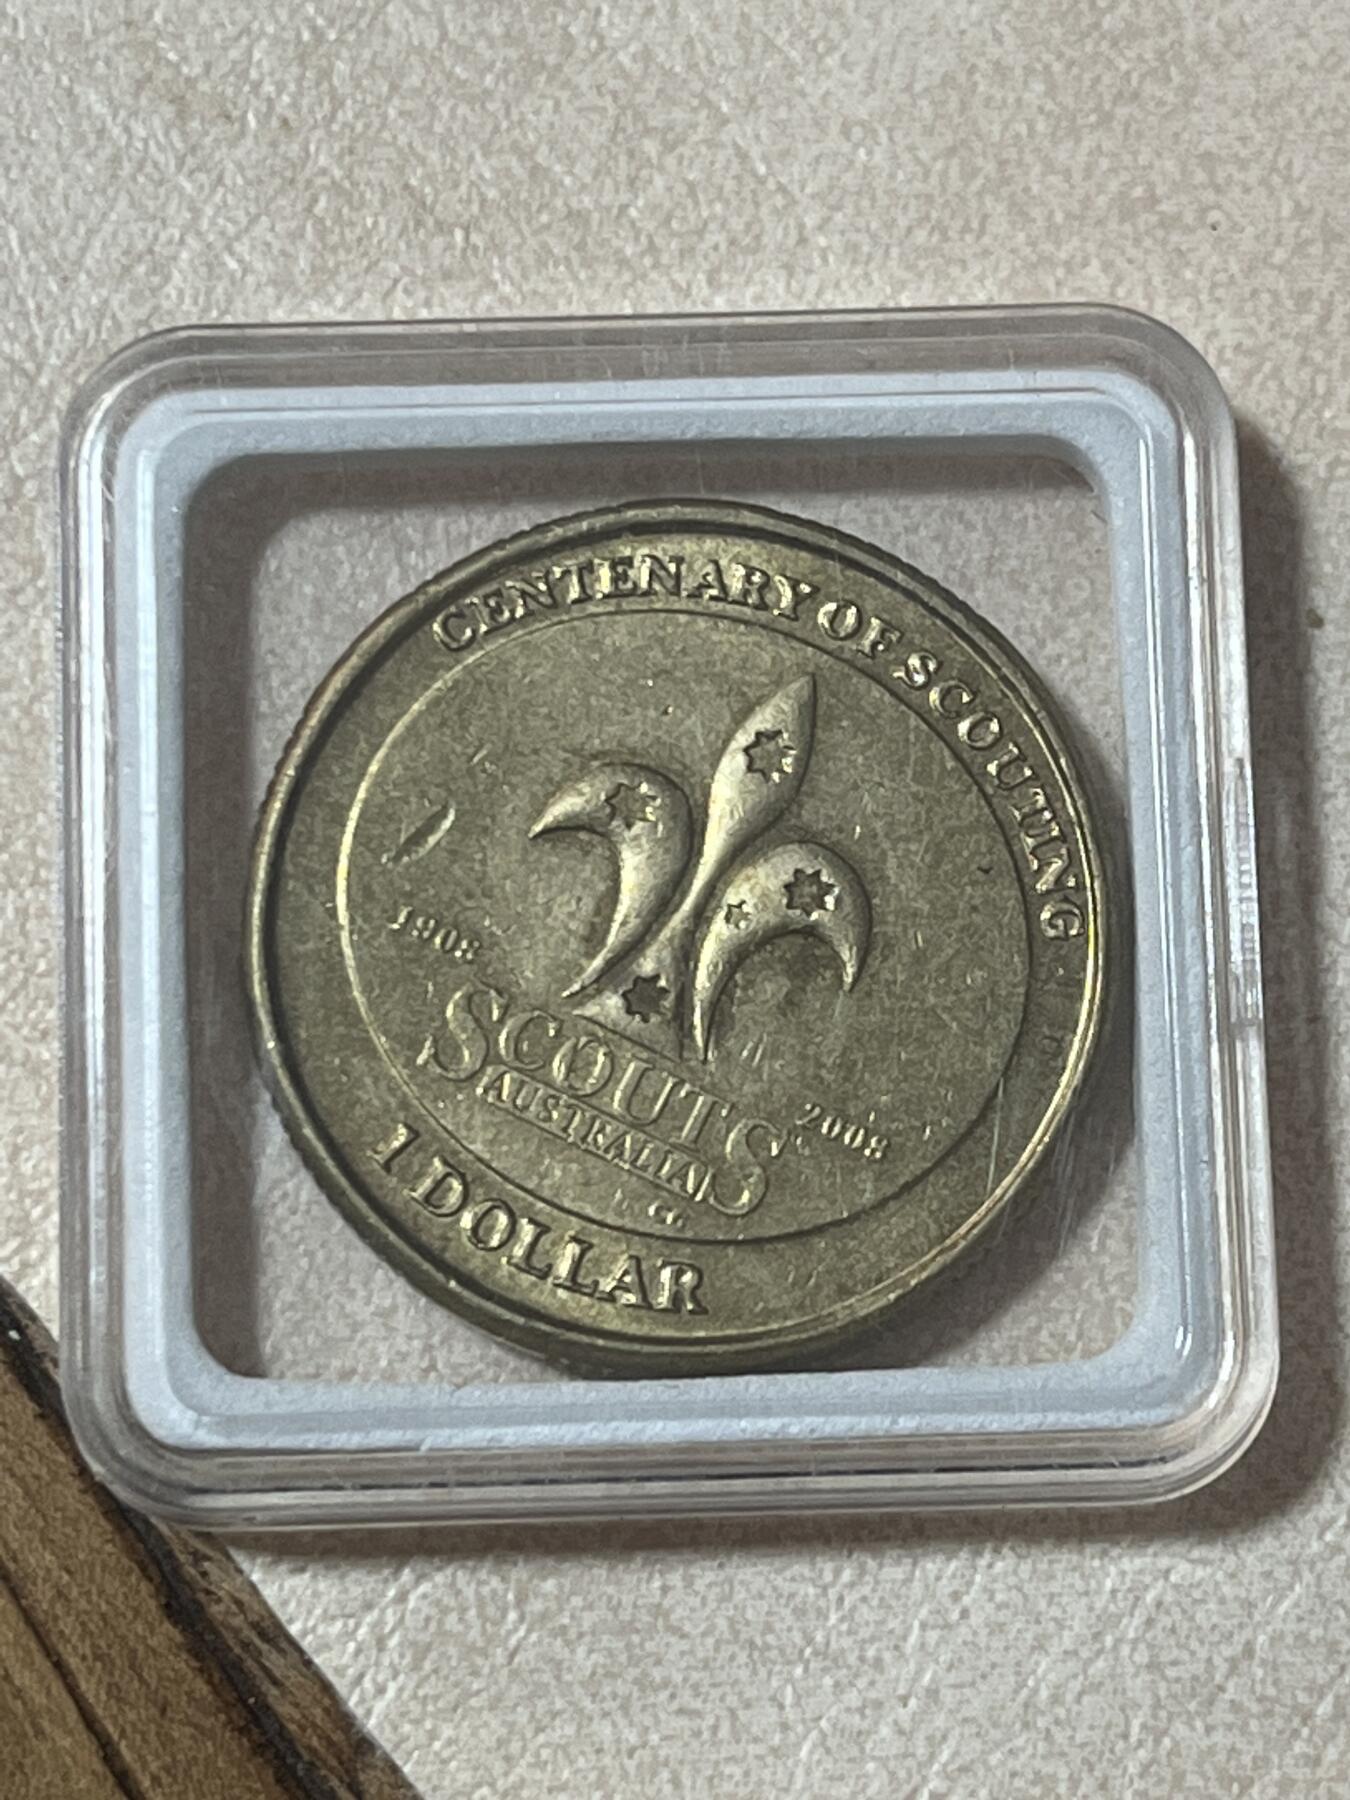 CENTENARY OF SCOUTING
1908
SCOUTS
AUSTRALIA
2008
1 DOLLAR